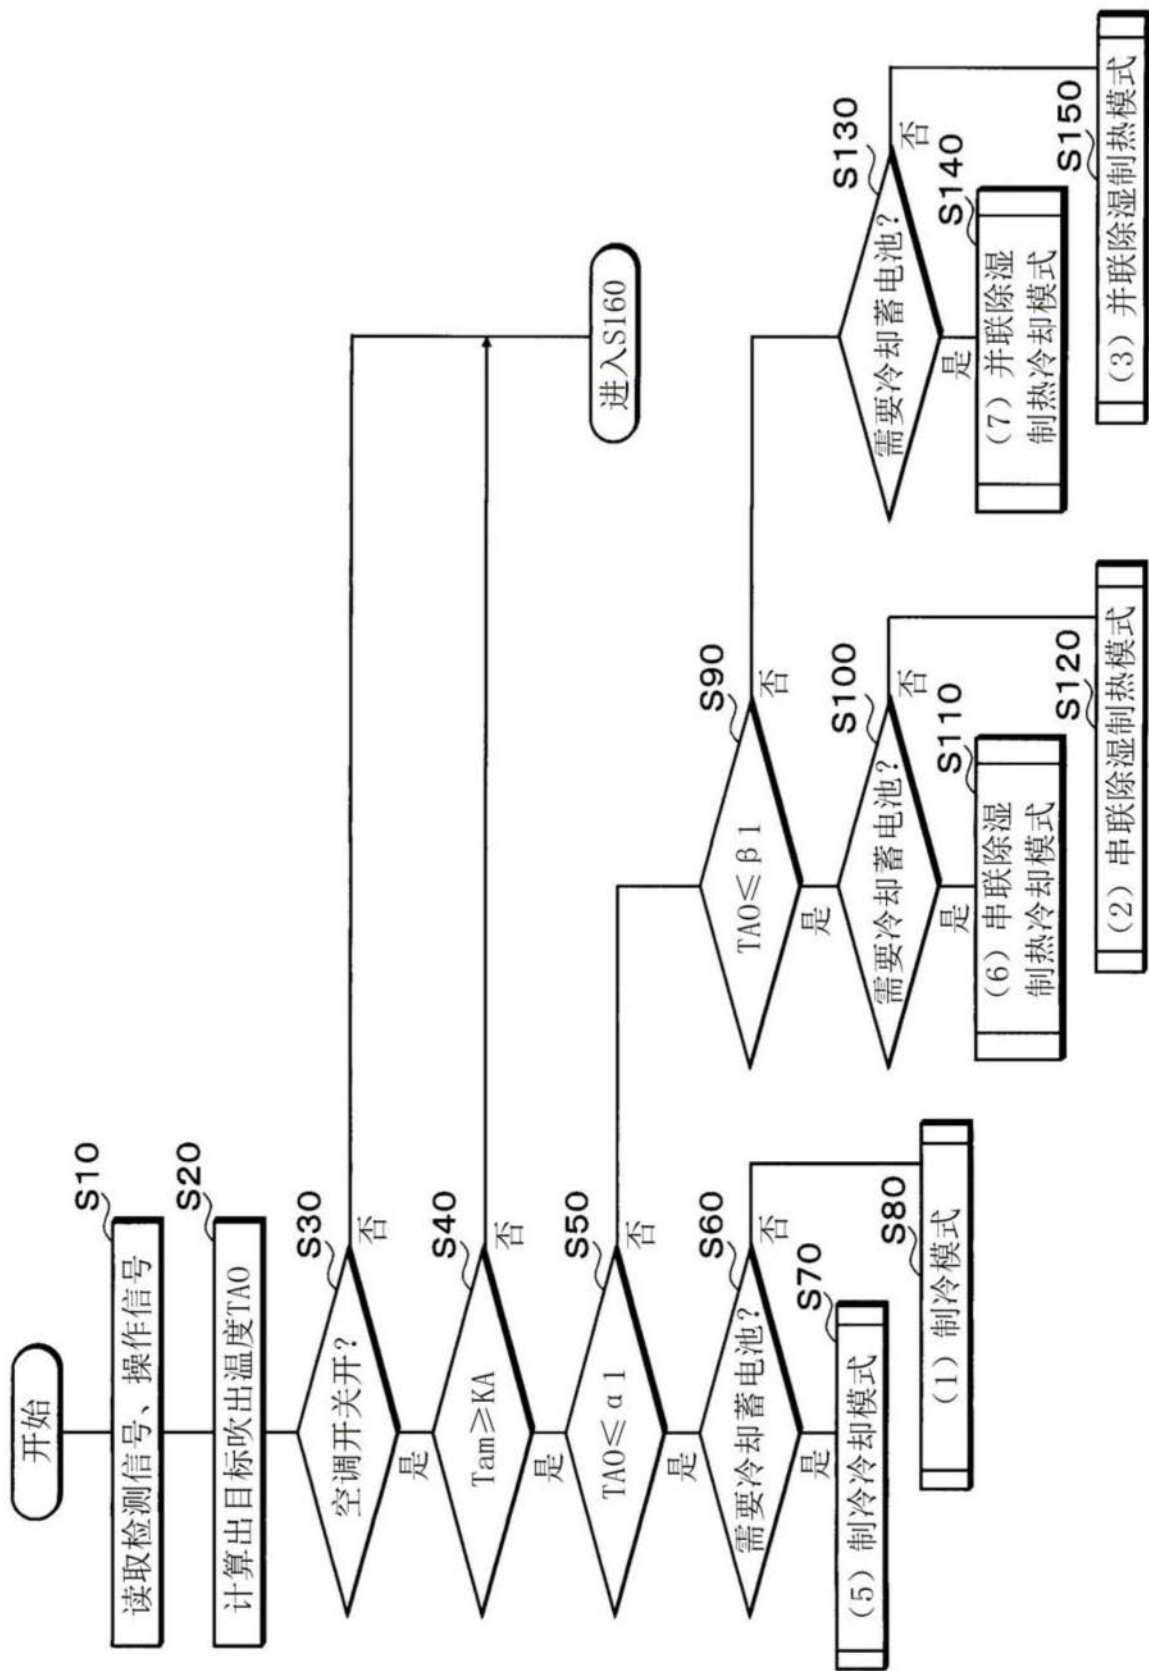 开始
S10
读取检测信号、操作信号
S20
计算出目标吹出温度TAO
S30
空调开关开？
否
是
S40
Tam≥KA
否
是
进入S160
S50
TAO≤α1
否
是
S60
需要冷却蓄电池？
否
是
S70
(5) 制冷冷却模式
S80
(1) 制冷模式
S90
TAO≤β1
否
是
S100
需要冷却蓄电池？
否
是
S110
(6) 串联除湿
制热冷却模式
S120
(2) 串联除湿制热模式
S130
需要冷却蓄电池？
否
是
S140
(7) 并联除湿
制热冷却模式
S150
(3) 并联除湿制热模式